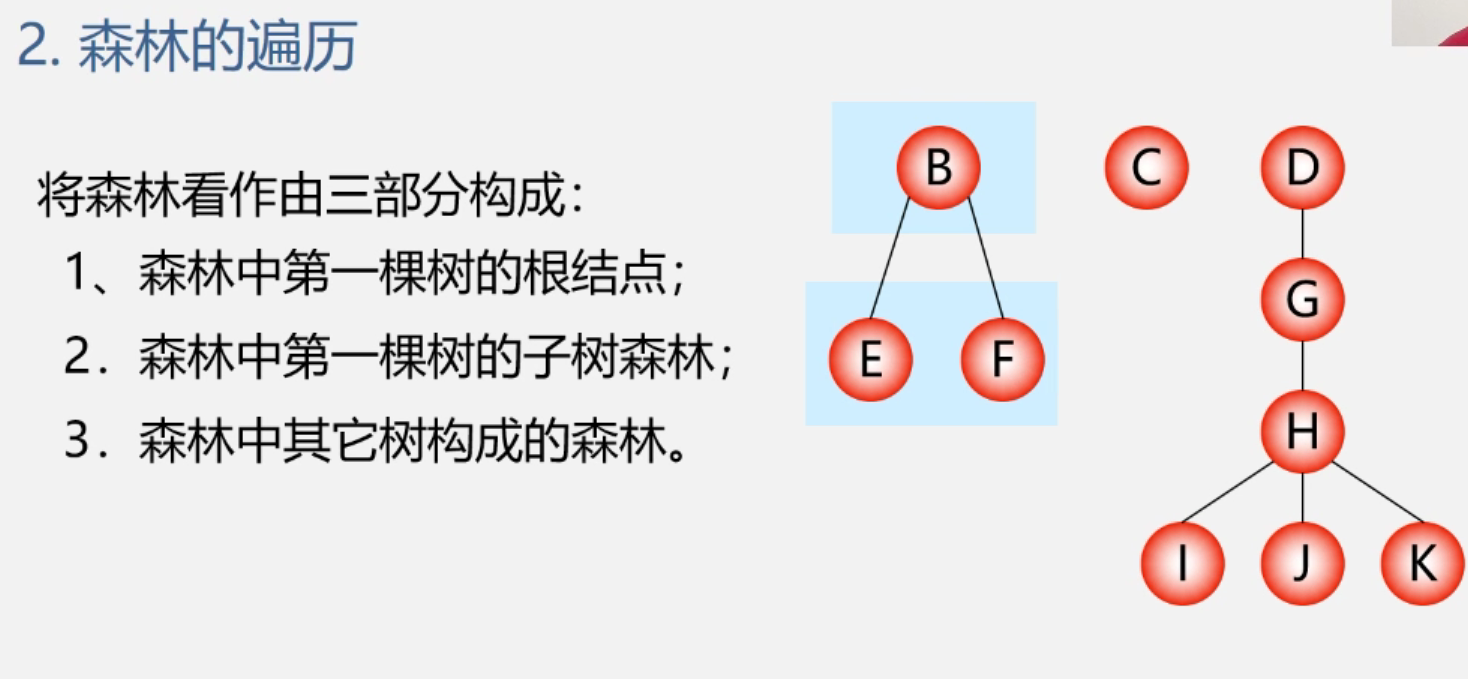 2. 森林的遍历
将森林看作由三部分构成：
1、森林中第一棵树的根结点；
2．森林中第一棵树的子树森林；
3．森林中其它树构成的森林。
B C D
G
E F
H
I J K